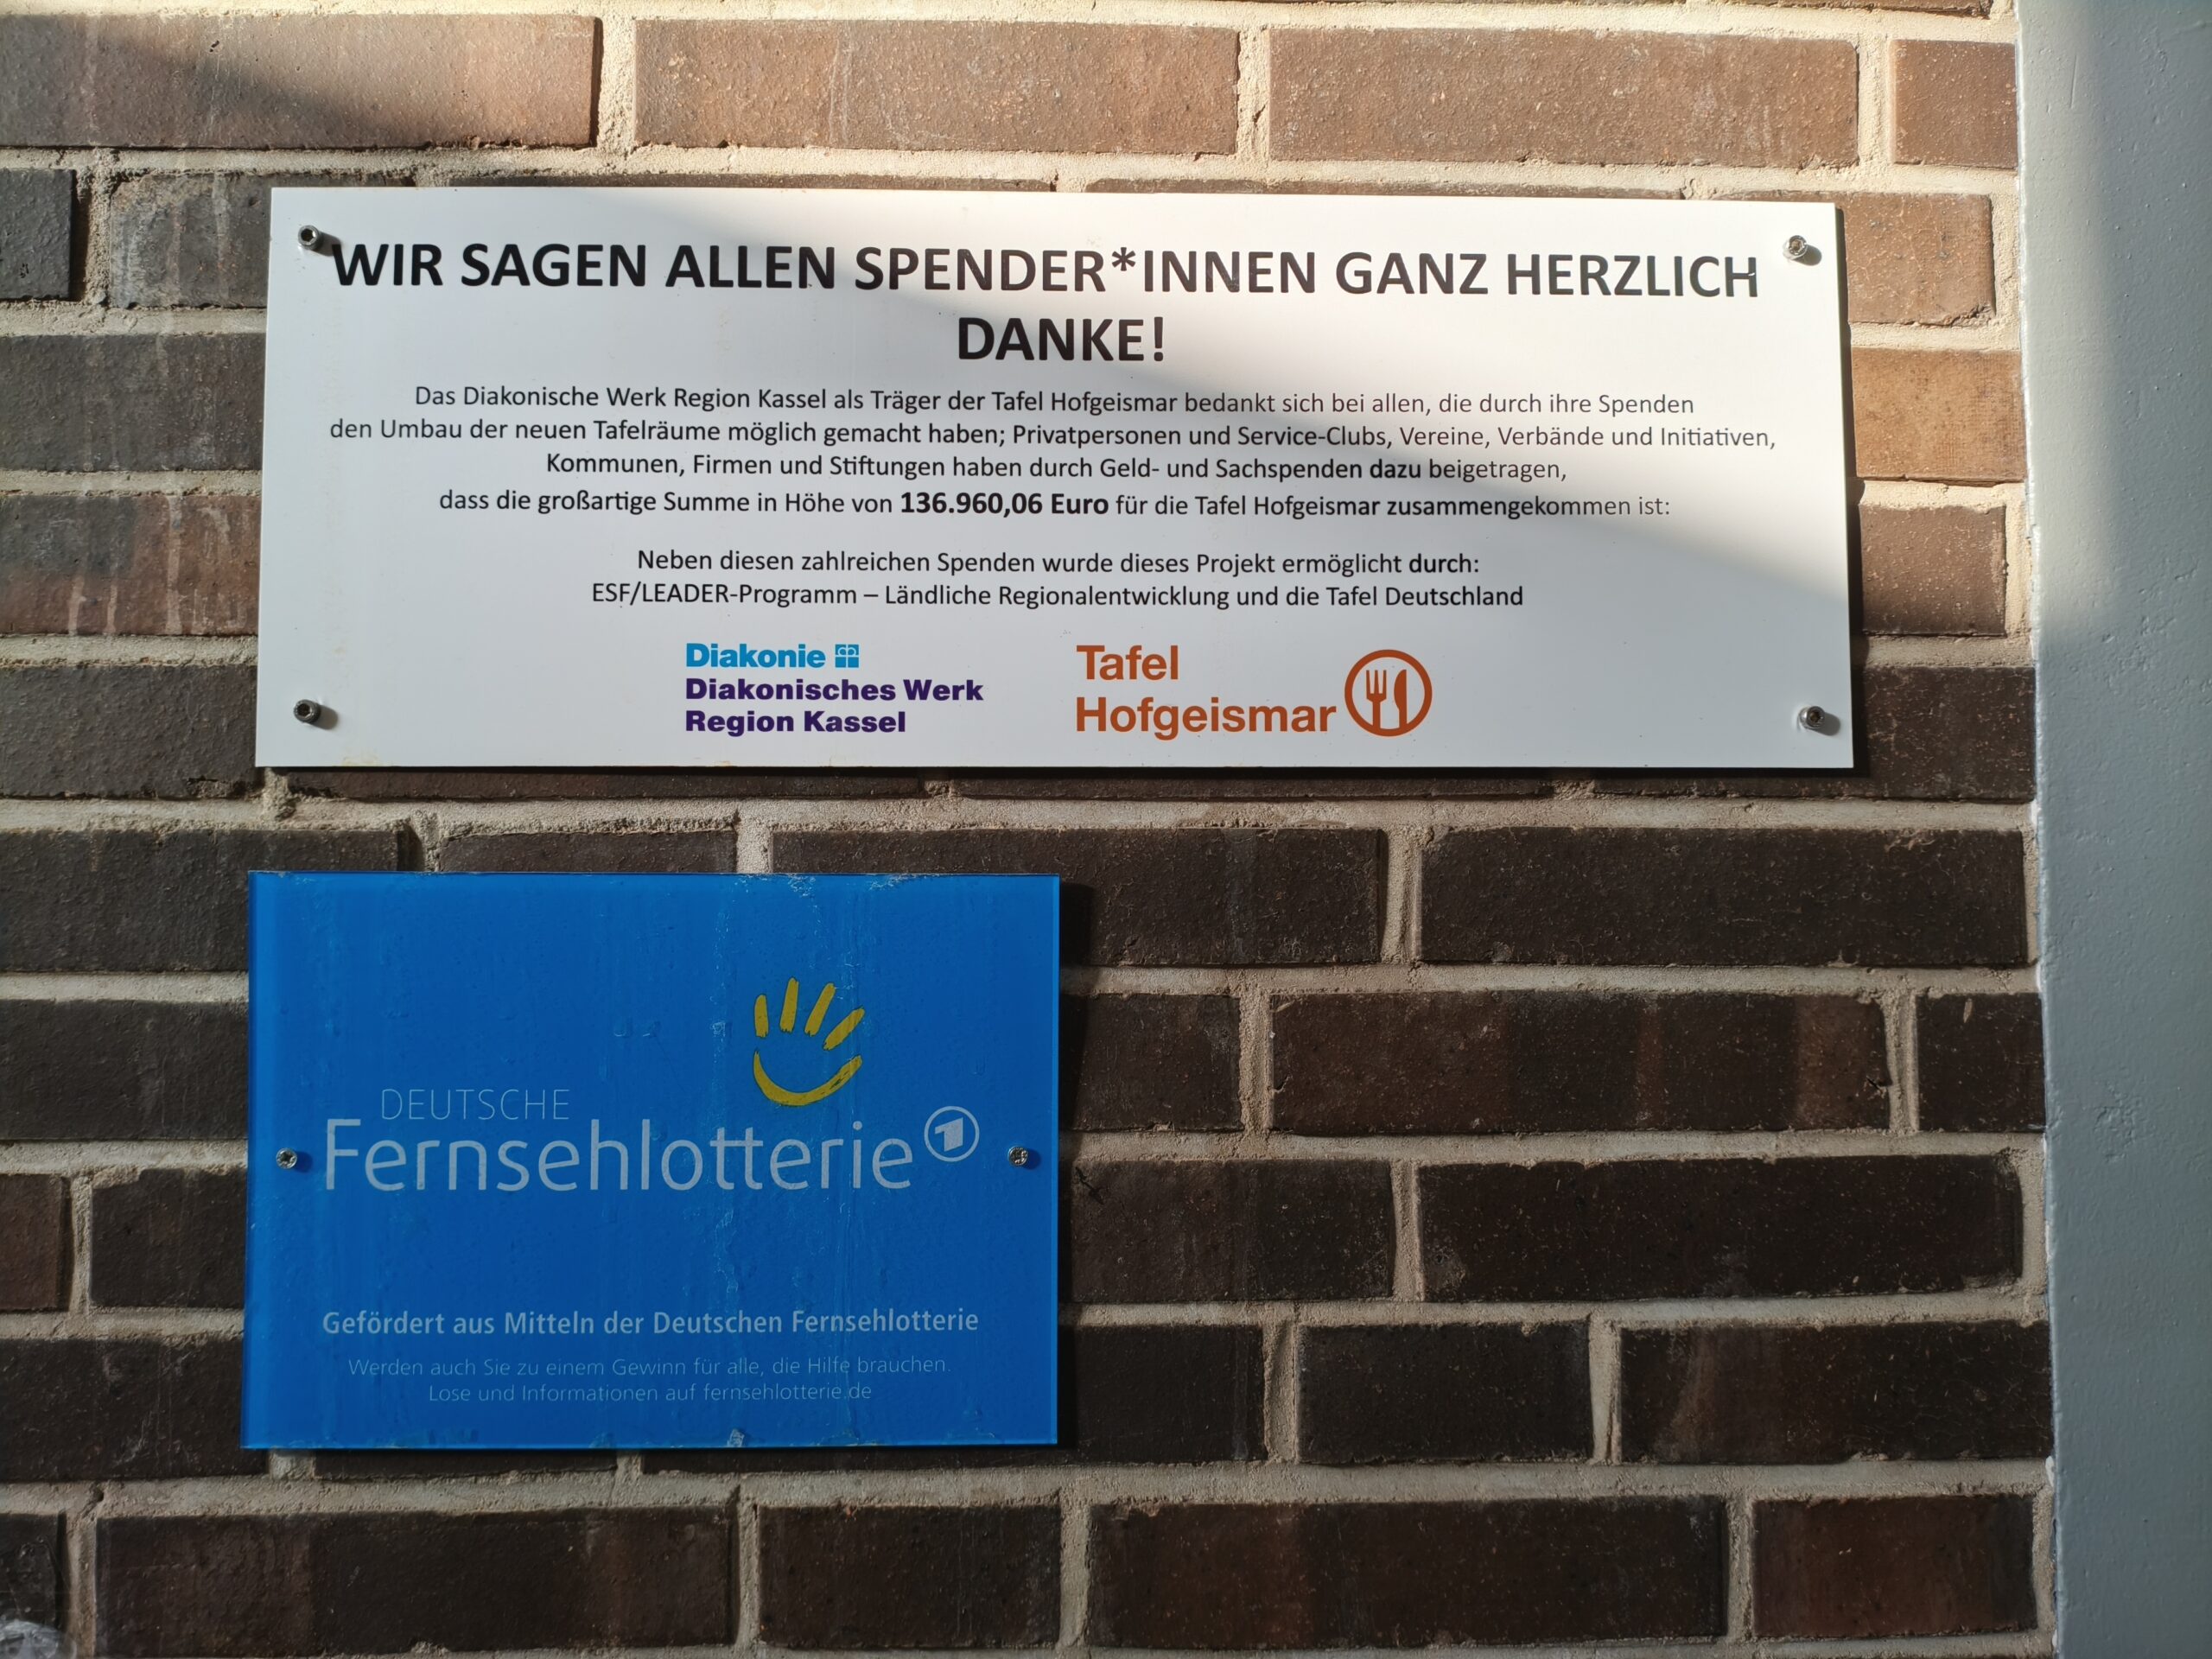 WIR SAGEN ALLEN SPENDER*INNEN GANZ HERZLICH
DANKE!
Das Diakonische Werk Region Kassel als Träger der Tafel Hofgeismar bedankt sich bei allen, die durch ihre Spenden
den Umbau der neuen Tafelräume möglich gemacht haben; Privatpersonen und Service-Clubs, Vereine, Verbände und Initiativen,
Kommunen, Firmen und Stiftungen haben durch Geld- und Sachspenden dazu beigetragen,
dass die großartige Summe in Höhe von 136.960,06 Euro für die Tafel Hofgeismar zusammengekommen ist:
Neben diesen zahlreichen Spenden wurde dieses Projekt ermöglicht durch:
ESF/LEADER-Programm – Ländliche Regionalentwicklung und die Tafel Deutschland
Diakonie
Diakonisches Werk
Region Kassel
Tafel
Hofgeismar
DEUTSCHE
Fernsehlotterie 1
Gefördert aus Mitteln der Deutschen Fernsehlotterie
Werden auch Sie zu einem Gewinn für alle, die Hilfe brauchen.
Lose und Informationen auf fernsehlotterie.de